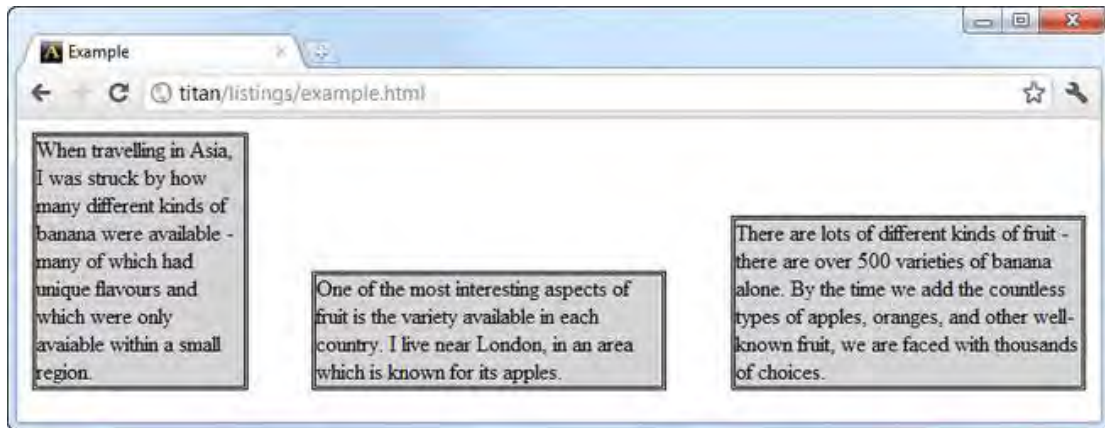 Example
titan/listings/example.html
When travelling in Asia,
I was struck by how
many different kinds of
banana were available -
many of which had
unique flavours and
which were only
avaiable within a small
region.
One of the most interesting aspects of
fruit is the variety available in each
country. I live near London, in an area
which is known for its apples.
There are lots of different kinds of fruit -
there are over 500 varieties of banana
alone. By the time we add the countless
types of apples, oranges, and other well-
known fruit, we are faced with thousands
of choices.